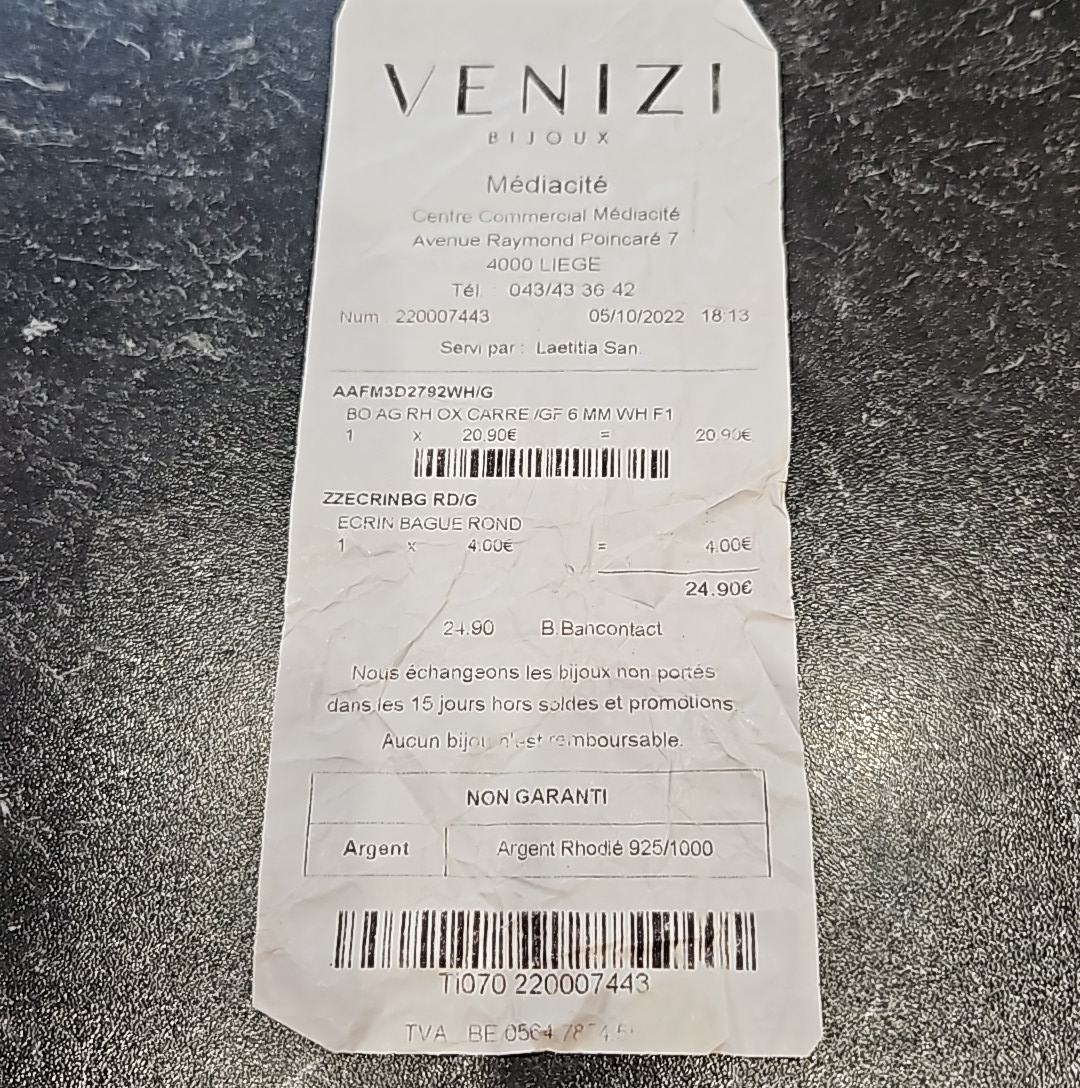 VENIZI
BIJOUX
Médiacité
Centre Commercial Médiacité
Avenue Raymond Poincaré 7
4000 LIEGE
Tél. : 043/43 36 42
Num 220007443 05/10/2022 18:13
Servi par : Laetitia San.
AAFM3D2792WH/G
BO AG RH OX CARRE /GF 6 MM WH F1
1 x 20.90€ = 20.90€
ZZECRINBG RD/G
ECRIN BAGUE ROND
1 x 4.00€ = 4.00€
24.90€
24.90 B.Bancontact
Nous échangeons les bijoux non portés
dans les 15 jours hors soldes et promotions.
Aucun bijou n'est remboursable.
NON GARANTI
Argent Argent Rhodié 925/1000
Ti070 220007443
TVA BE